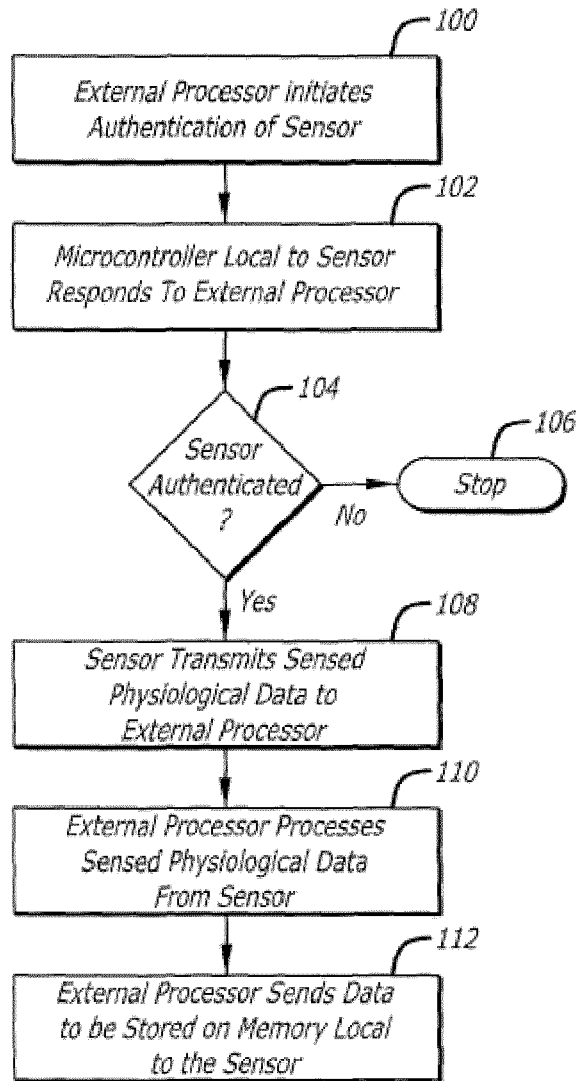 100
External Processor initiates
Authentication of Sensor
102
Microcontroller Local to Sensor
Responds To External Processor
104
Sensor
Authenticated
?
106
Stop
No
Yes
108
Sensor Transmits Sensed
Physiological Data to
External Processor
110
External Processor Processes
Sensed Physiological Data
From Sensor
112
External Processor Sends Data
to be Stored on Memory Local
to the Sensor